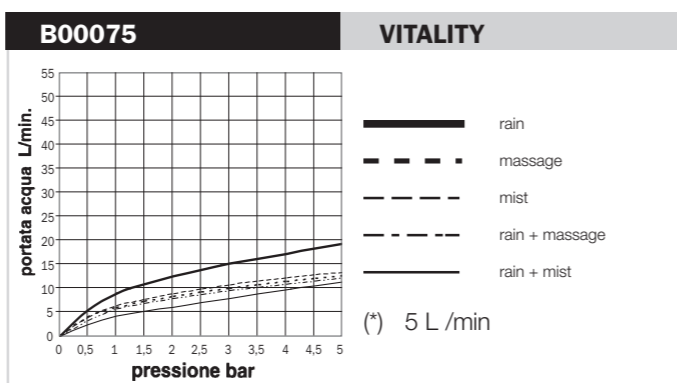 B00075 VITALITY
portata acqua L/min.
55
50
45
40
35
30
25
20
15
10
5
0
0 0,5 1 1,5 2 2,5 3 3,5 4 4,5 5
pressione bar
rain
massage
mist
rain + massage
rain + mist
(*) 5 L /min